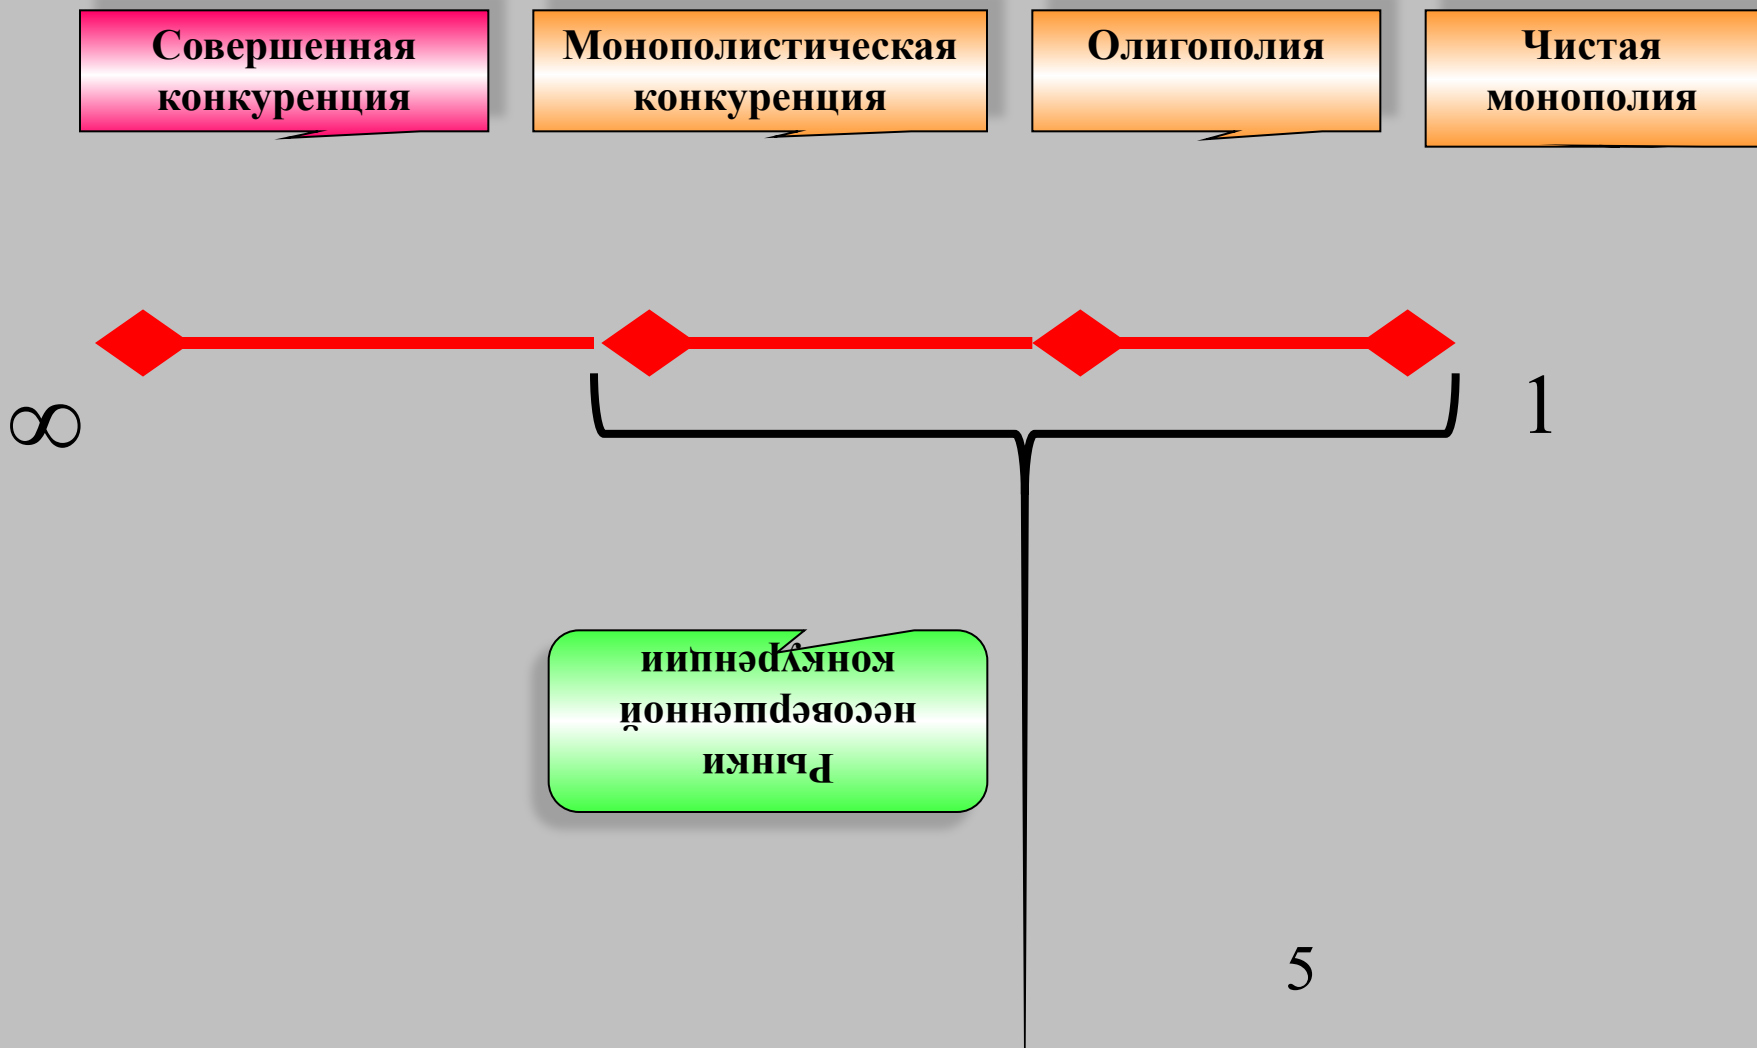 Совершенная
конкуренция
Монополистическая
конкуренция
Олигополия
Чистая
монополия
∞
1
Рынки
несовершенной
конкуренции
5